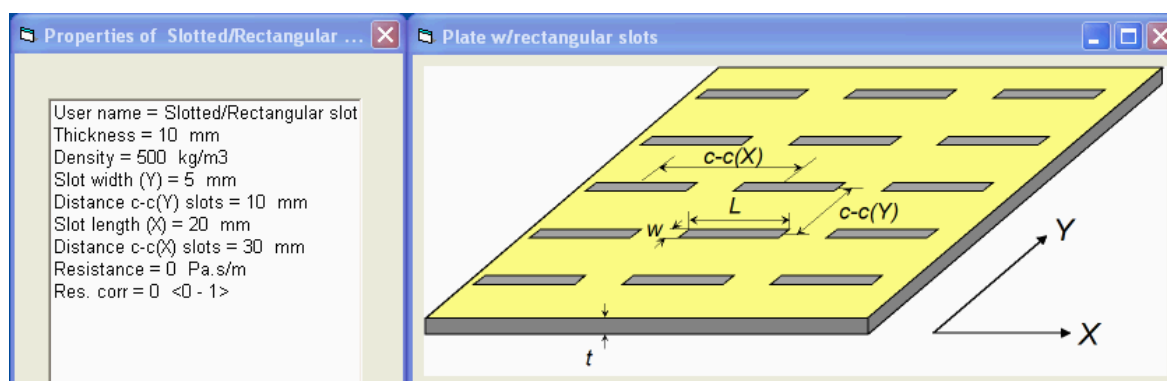 Properties of Slotted/Rectangular ...
User name = Slotted/Rectangular slot
Thickness = 10 mm
Density = 500 kg/m3
Slot width (Y) = 5 mm
Distance c-c(Y) slots = 10 mm
Slot length (X) = 20 mm
Distance c-c(X) slots = 30 mm
Resistance = 0 Pa.s/m
Res. corr = 0 <0 - 1>
Plate w/rectangular slots
c-c(X)
L
c-c(Y)
w
Y
X
t